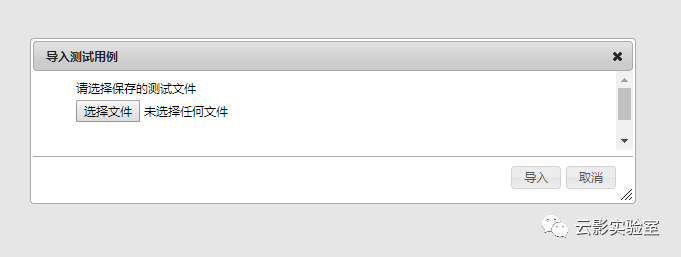 导入测试用例
请选择保存的测试文件
选择文件 未选择任何文件
导入 取消
云影实验室